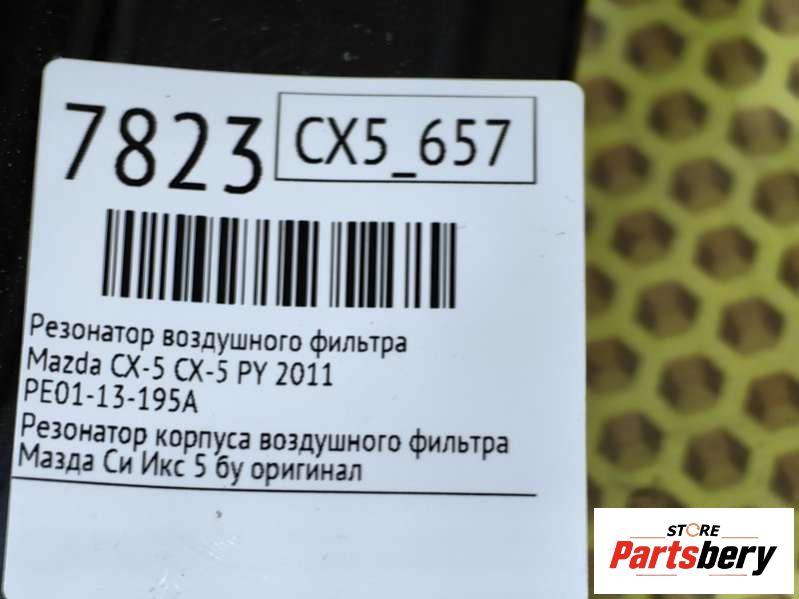 7823
CX5_657
Резонатор воздушного фильтра
Mazda CX-5 CX-5 PY 2011
PE01-13-195A
Резонатор корпуса воздушного фильтра
Мазда Си Икс 5 бу оригинал
STORE
Partsbery